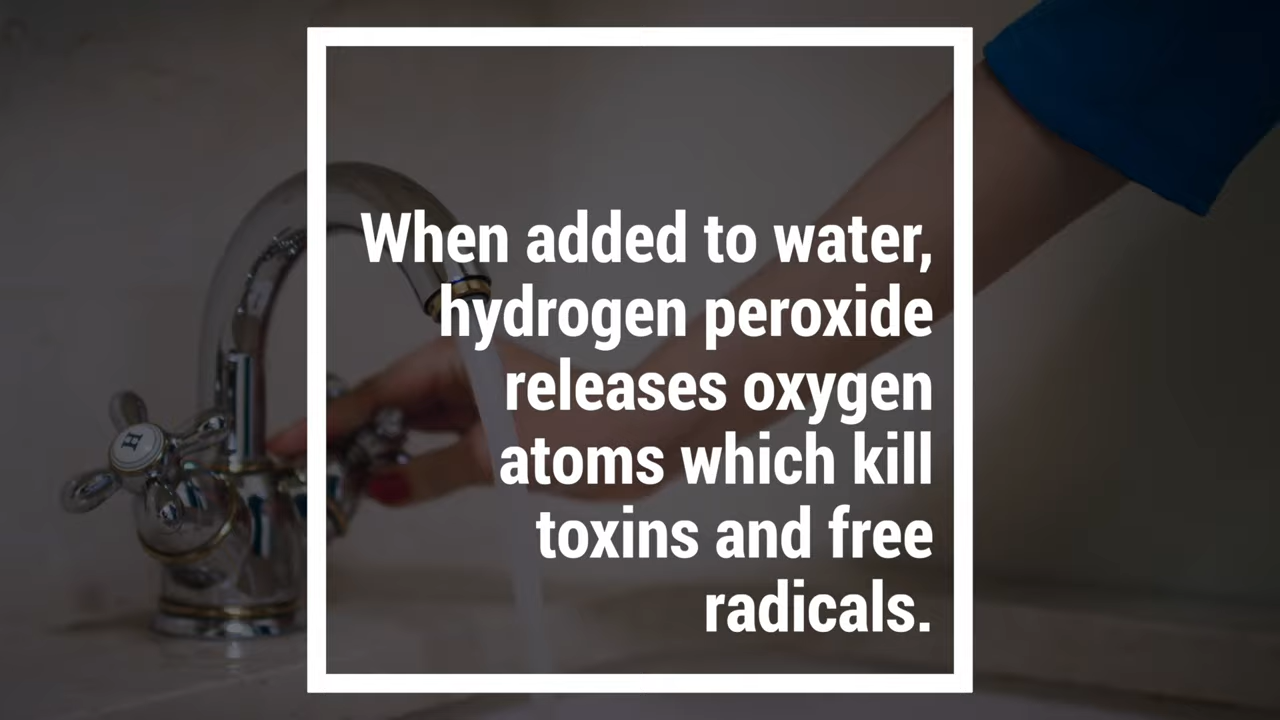 When added to water,
hydrogen peroxide
releases oxygen
atoms which kill
toxins and free
radicals.
H